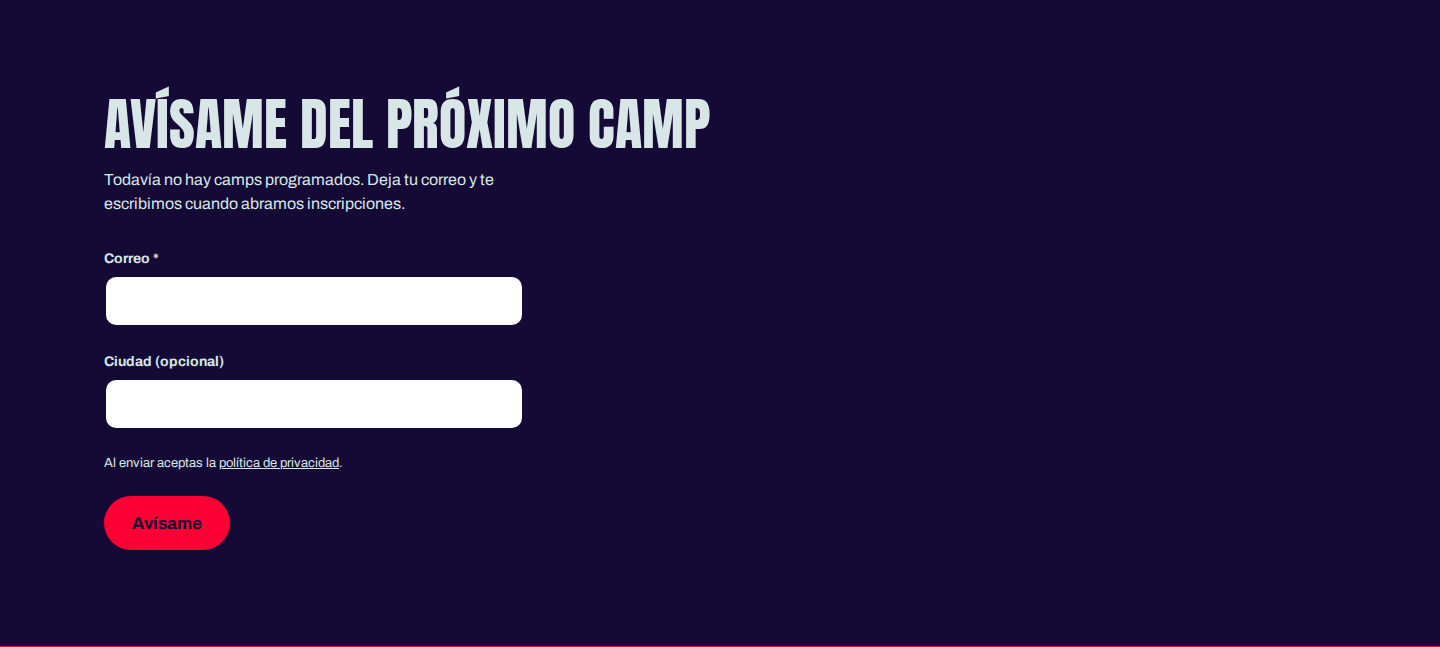 AVÍSAME DEL PRÓXIMO CAMP
Todavía no hay camps programados. Deja tu correo y te
escribimos cuando abramos inscripciones.
Correo *
Ciudad (opcional)
Al enviar aceptas la política de privacidad.
Avísame